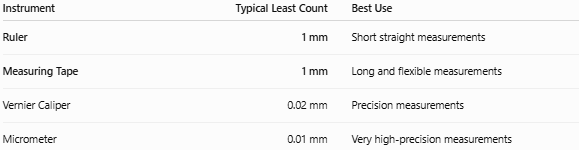 Instrument Typical Least Count Best Use
Ruler 1 mm Short straight measurements
Measuring Tape 1 mm Long and flexible measurements
Vernier Caliper 0.02 mm Precision measurements
Micrometer 0.01 mm Very high-precision measurements